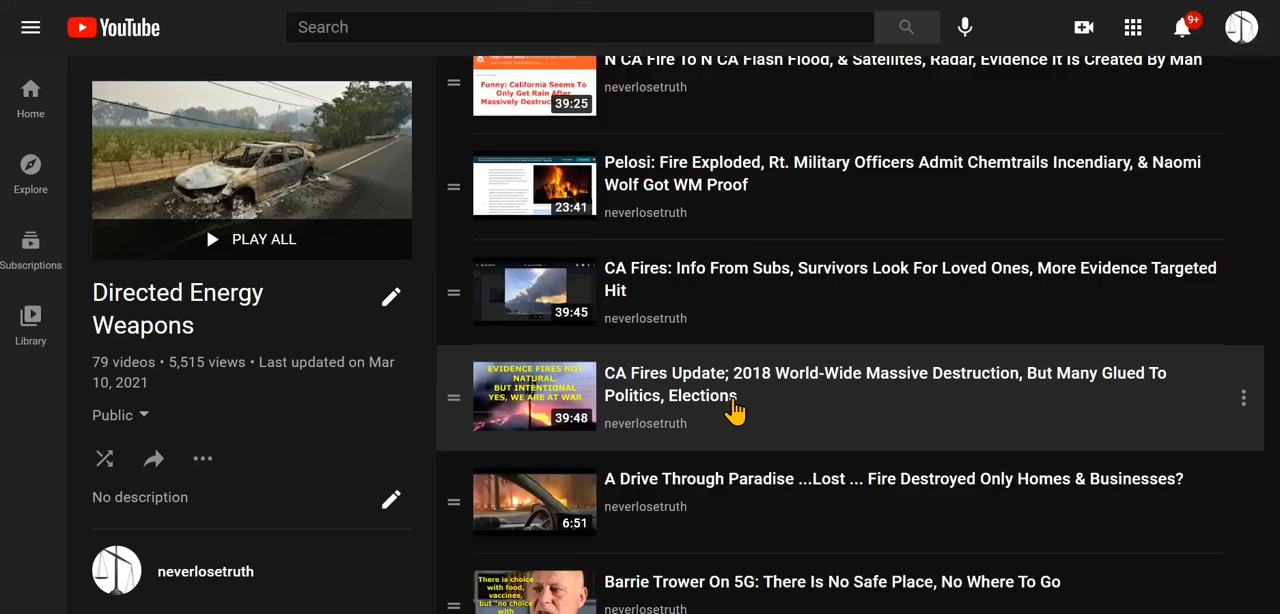 YouTube
Search
9+
Home
Explore
Subscriptions
Library
PLAY ALL
Directed Energy
Weapons
79 videos • 5,515 views • Last updated on Mar
10, 2021
Public
No description
neverlosetruth
Funny: California Seems To
Only Get Rain After
39:25
N CA Fire To N CA Flash Flood, & Satellites, Radar, Evidence It Is Created By Man
neverlosetruth
23:41
Pelosi: Fire Exploded, Rt. Military Officers Admit Chemtrails Incendiary, & Naomi
Wolf Got WM Proof
neverlosetruth
39:45
CA Fires: Info From Subs, Survivors Look For Loved Ones, More Evidence Targeted
Hit
neverlosetruth
EVIDENCE FIRES NOT
NATURAL,
BUT INTENTIONAL
YES, WE ARE AT WAR
39:48
CA Fires Update; 2018 World-Wide Massive Destruction, But Many Glued To
Politics, Elections
neverlosetruth
6:51
A Drive Through Paradise ...Lost ... Fire Destroyed Only Homes & Businesses?
neverlosetruth
There is choice
with food,
vaccines,
but "no choice
with
Barrie Trower On 5G: There Is No Safe Place, No Where To Go
neverlosetruth